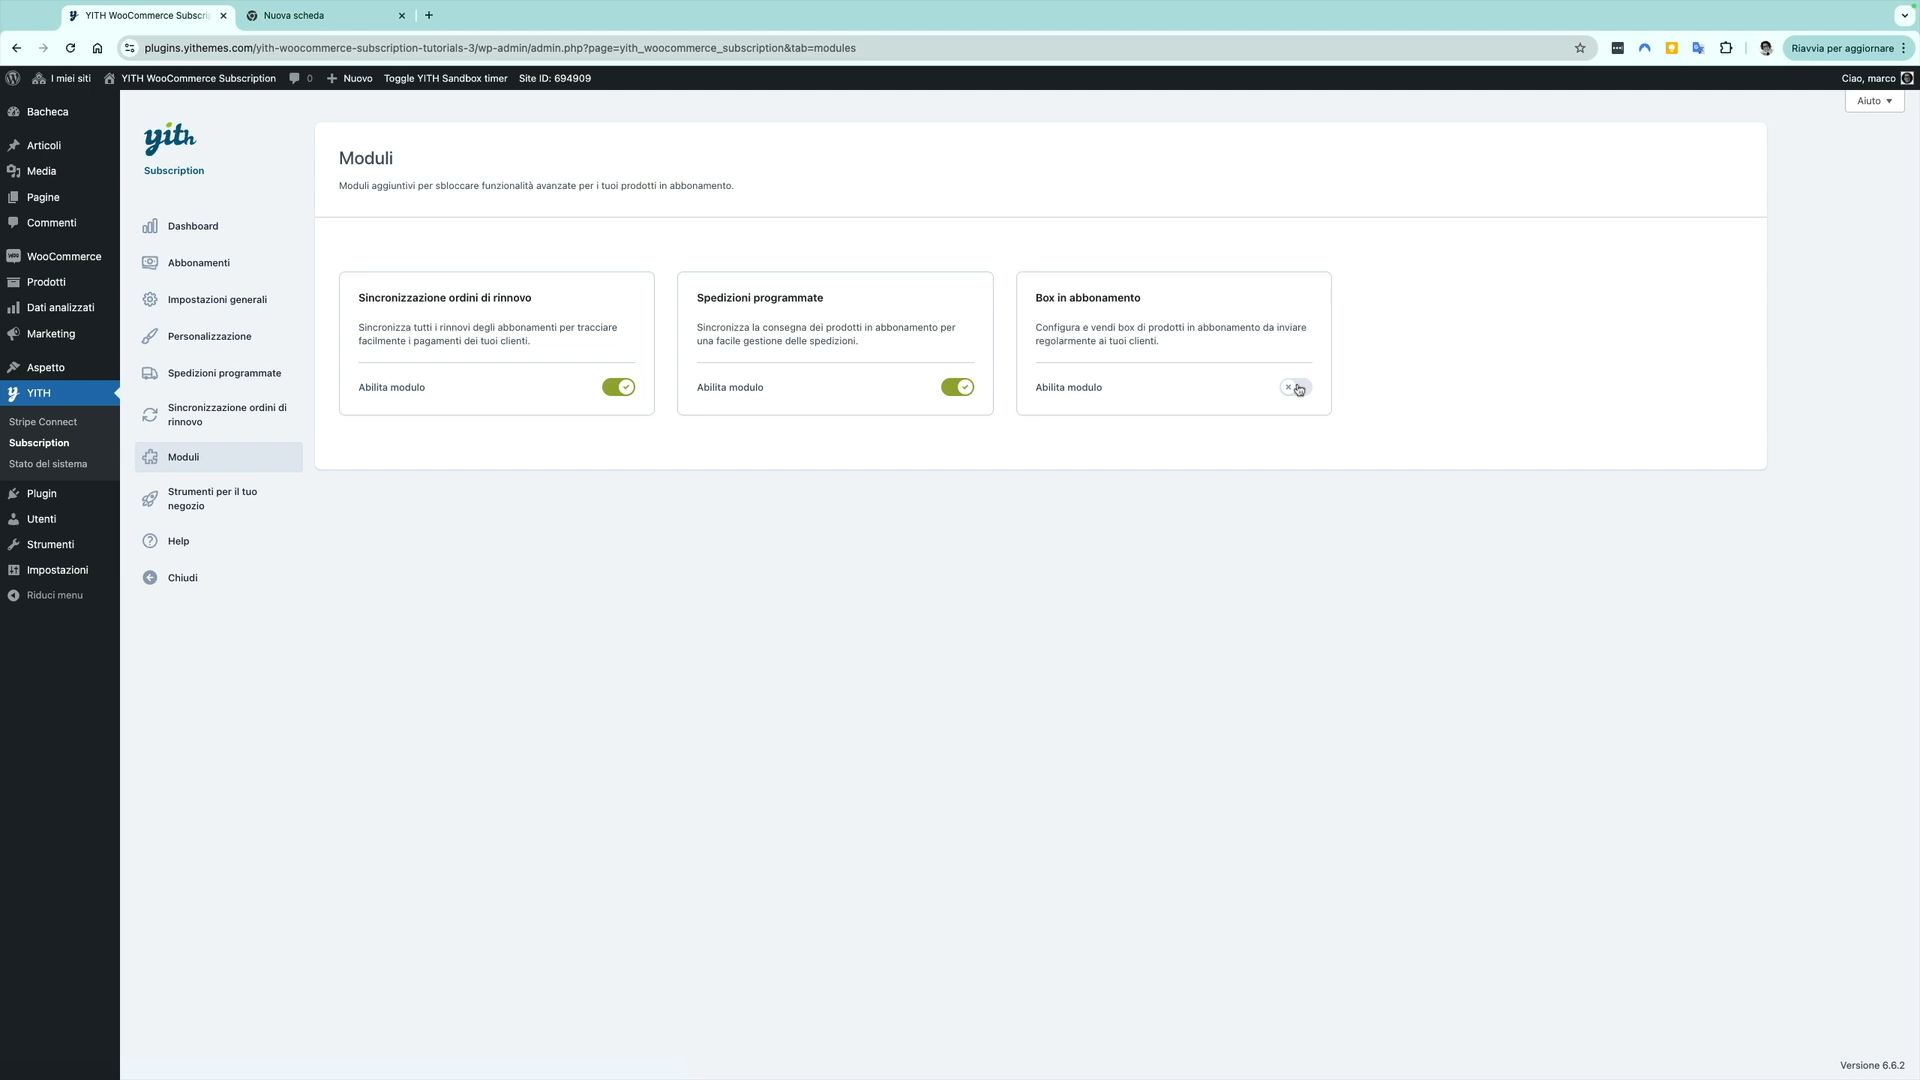 YITH WooCommerce Subscri
Nuova scheda
plugins.yithemes.com/yith-woocommerce-subscription-tutorials-3/wp-admin/admin.php?page=yith_woocommerce_subscription&tab=modules
Riavvia per aggiornare
I miei siti
YITH WooCommerce Subscription
0
Nuovo
Toggle YITH Sandbox timer
Site ID: 694909
Ciao, marco
Aiuto
Bacheca
Articoli
Media
Pagine
Commenti
WooCommerce
Prodotti
Dati analizzati
Marketing
Aspetto
YITH
Stripe Connect
Subscription
Stato del sistema
Plugin
Utenti
Strumenti
Impostazioni
Riduci menu
yith
Subscription
Dashboard
Abbonamenti
Impostazioni generali
Personalizzazione
Spedizioni programmate
Sincronizzazione ordini di
rinnovo
Moduli
Strumenti per il tuo
negozio
Help
Chiudi
Moduli
Moduli aggiuntivi per sbloccare funzionalità avanzate per i tuoi prodotti in abbonamento.
Sincronizzazione ordini di rinnovo
Sincronizza tutti i rinnovi degli abbonamenti per tracciare
facilmente i pagamenti dei tuoi clienti.
Abilita modulo
Spedizioni programmate
Sincronizza la consegna dei prodotti in abbonamento per
una facile gestione delle spedizioni.
Abilita modulo
Box in abbonamento
Configura e vendi box di prodotti in abbonamento da inviare
regolarmente ai tuoi clienti.
Abilita modulo
Versione 6.6.2